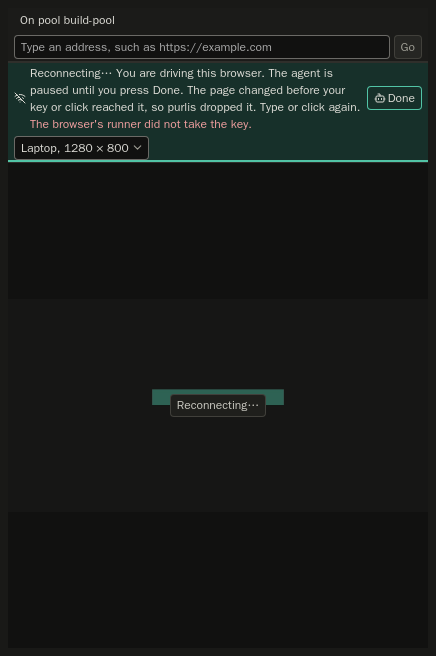 On pool build-pool
Type an address, such as https://example.com
Go
Reconnecting··· You are driving this browser. The agent is
paused until you press Done. The page changed before your
key or click reached it, so purlis dropped it. Type or click again.
The browser's runner did not take the key.
Done
Laptop, 1280 × 800
Reconnecting···